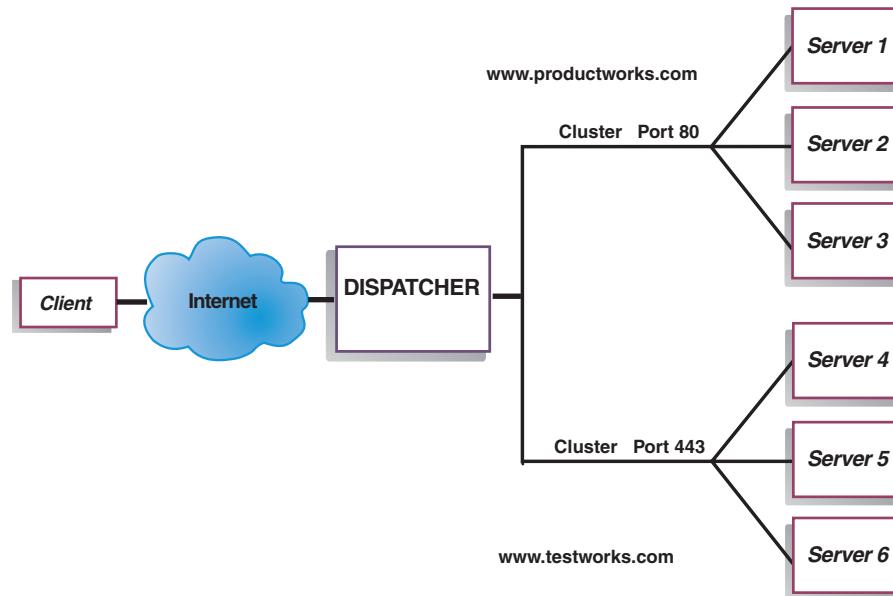 Server 1
www.productworks.com
Cluster Port 80
Server 2
Server 3
Client
Internet
DISPATCHER
Server 4
Cluster Port 443
Server 5
www.testworks.com
Server 6